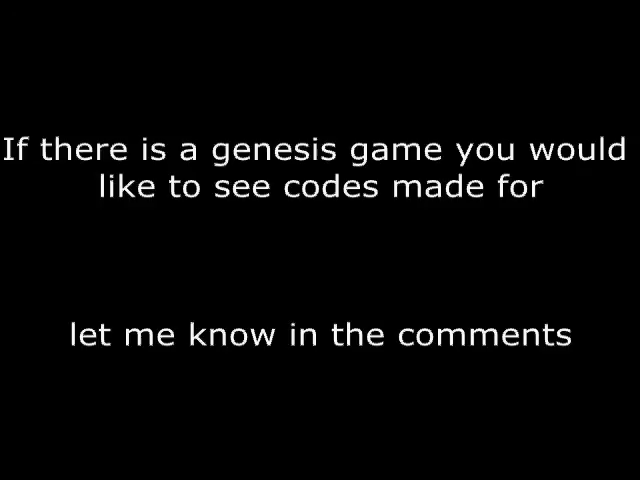 If there is a genesis game you would
like to see codes made for
let me know in the comments